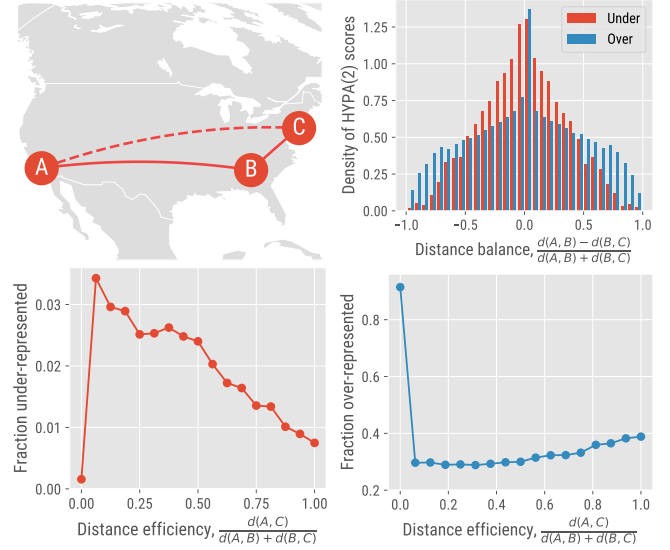 A
B
C
Density of HYPA(2) scores
1.25
1.00
0.75
0.50
0.25
0.00
−1.0 −0.5 0.0 0.5 1.0
Under
Over
Distance balance, d(A, B) − d(B, C) / d(A, B) + d(B, C)
Fraction under-represented
0.03
0.02
0.01
0.00
0.00 0.25 0.50 0.75 1.00
Distance efficiency, d(A, C) / d(A, B) + d(B, C)
Fraction over-represented
0.8
0.6
0.4
0.2
0.0 0.2 0.4 0.6 0.8 1.0
Distance efficiency, d(A, C) / d(A, B) + d(B, C)